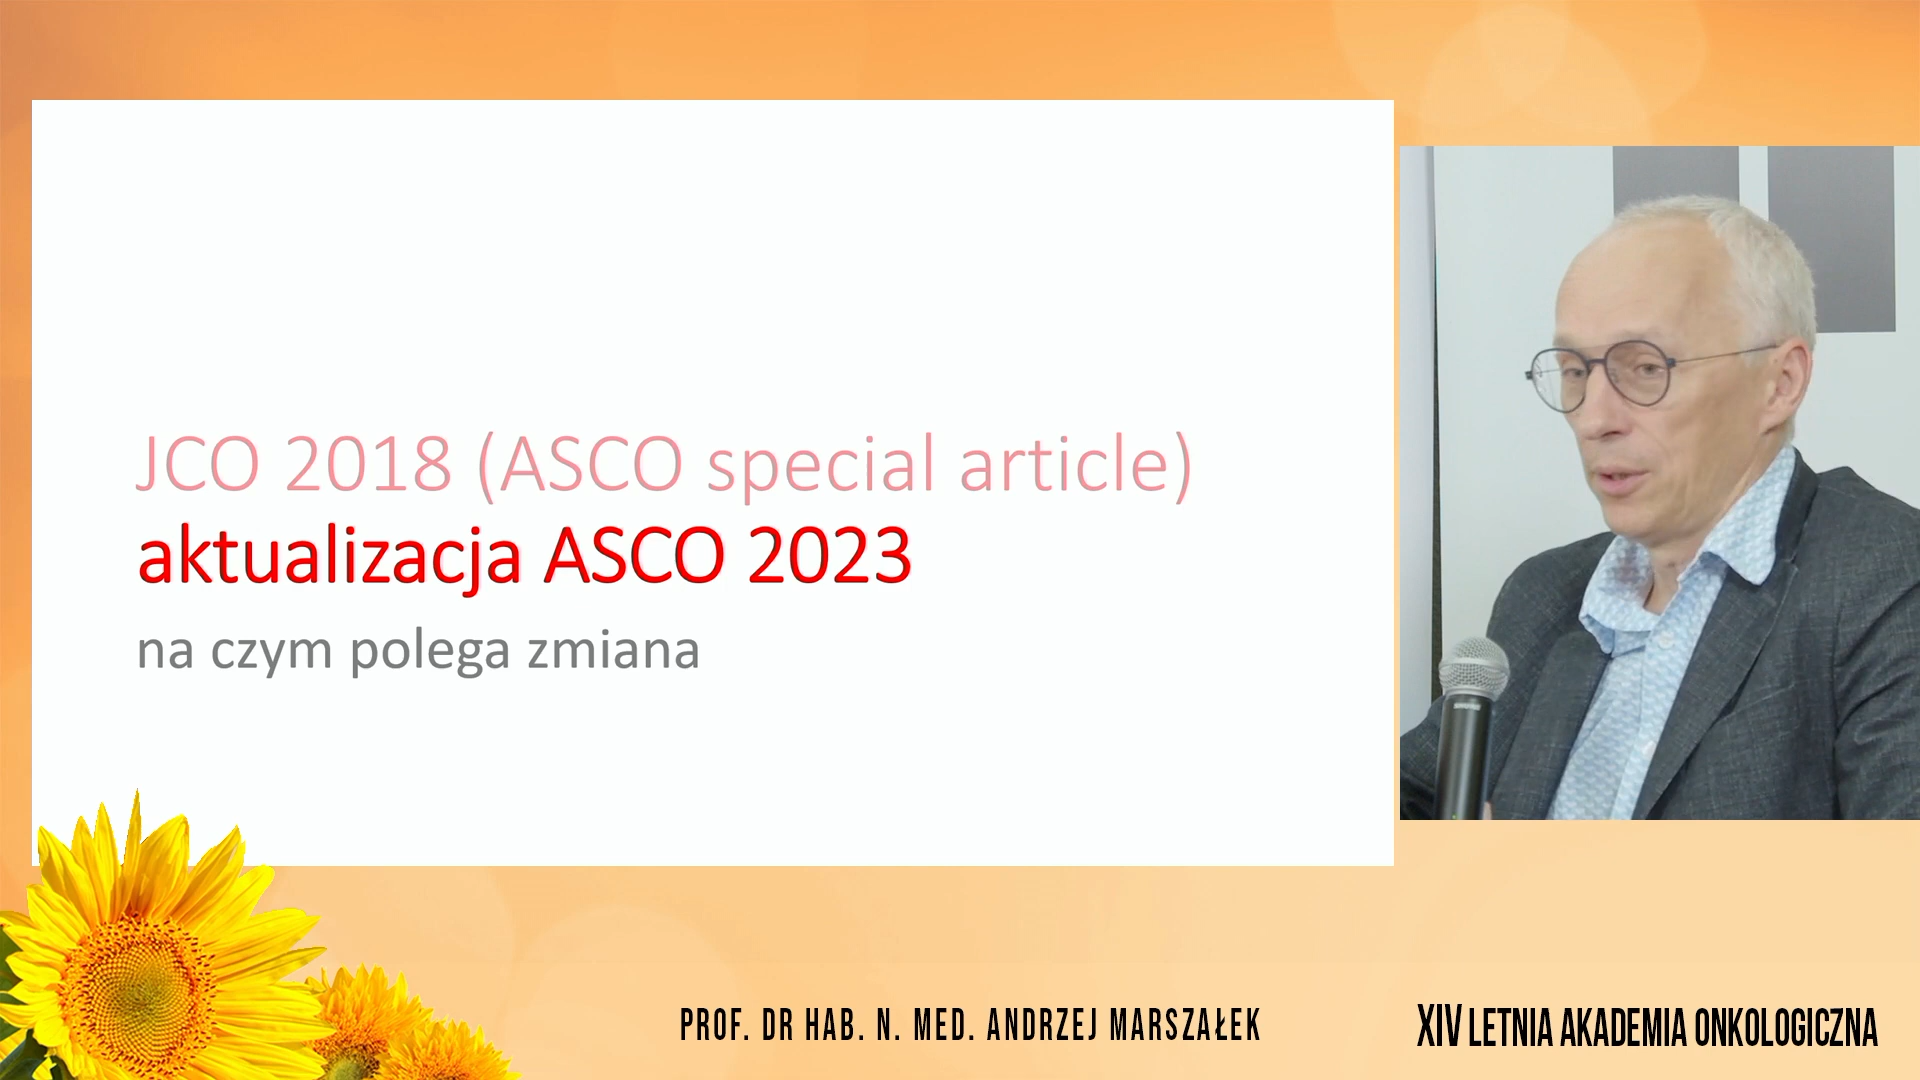 JCO 2018 (ASCO special article)
aktualizacja ASCO 2023
na czym polega zmiana
PROF. DR HAB. N. MED. ANDRZEJ MARSZAŁEK
XIV LETNIA AKADEMIA ONKOLOGICZNA